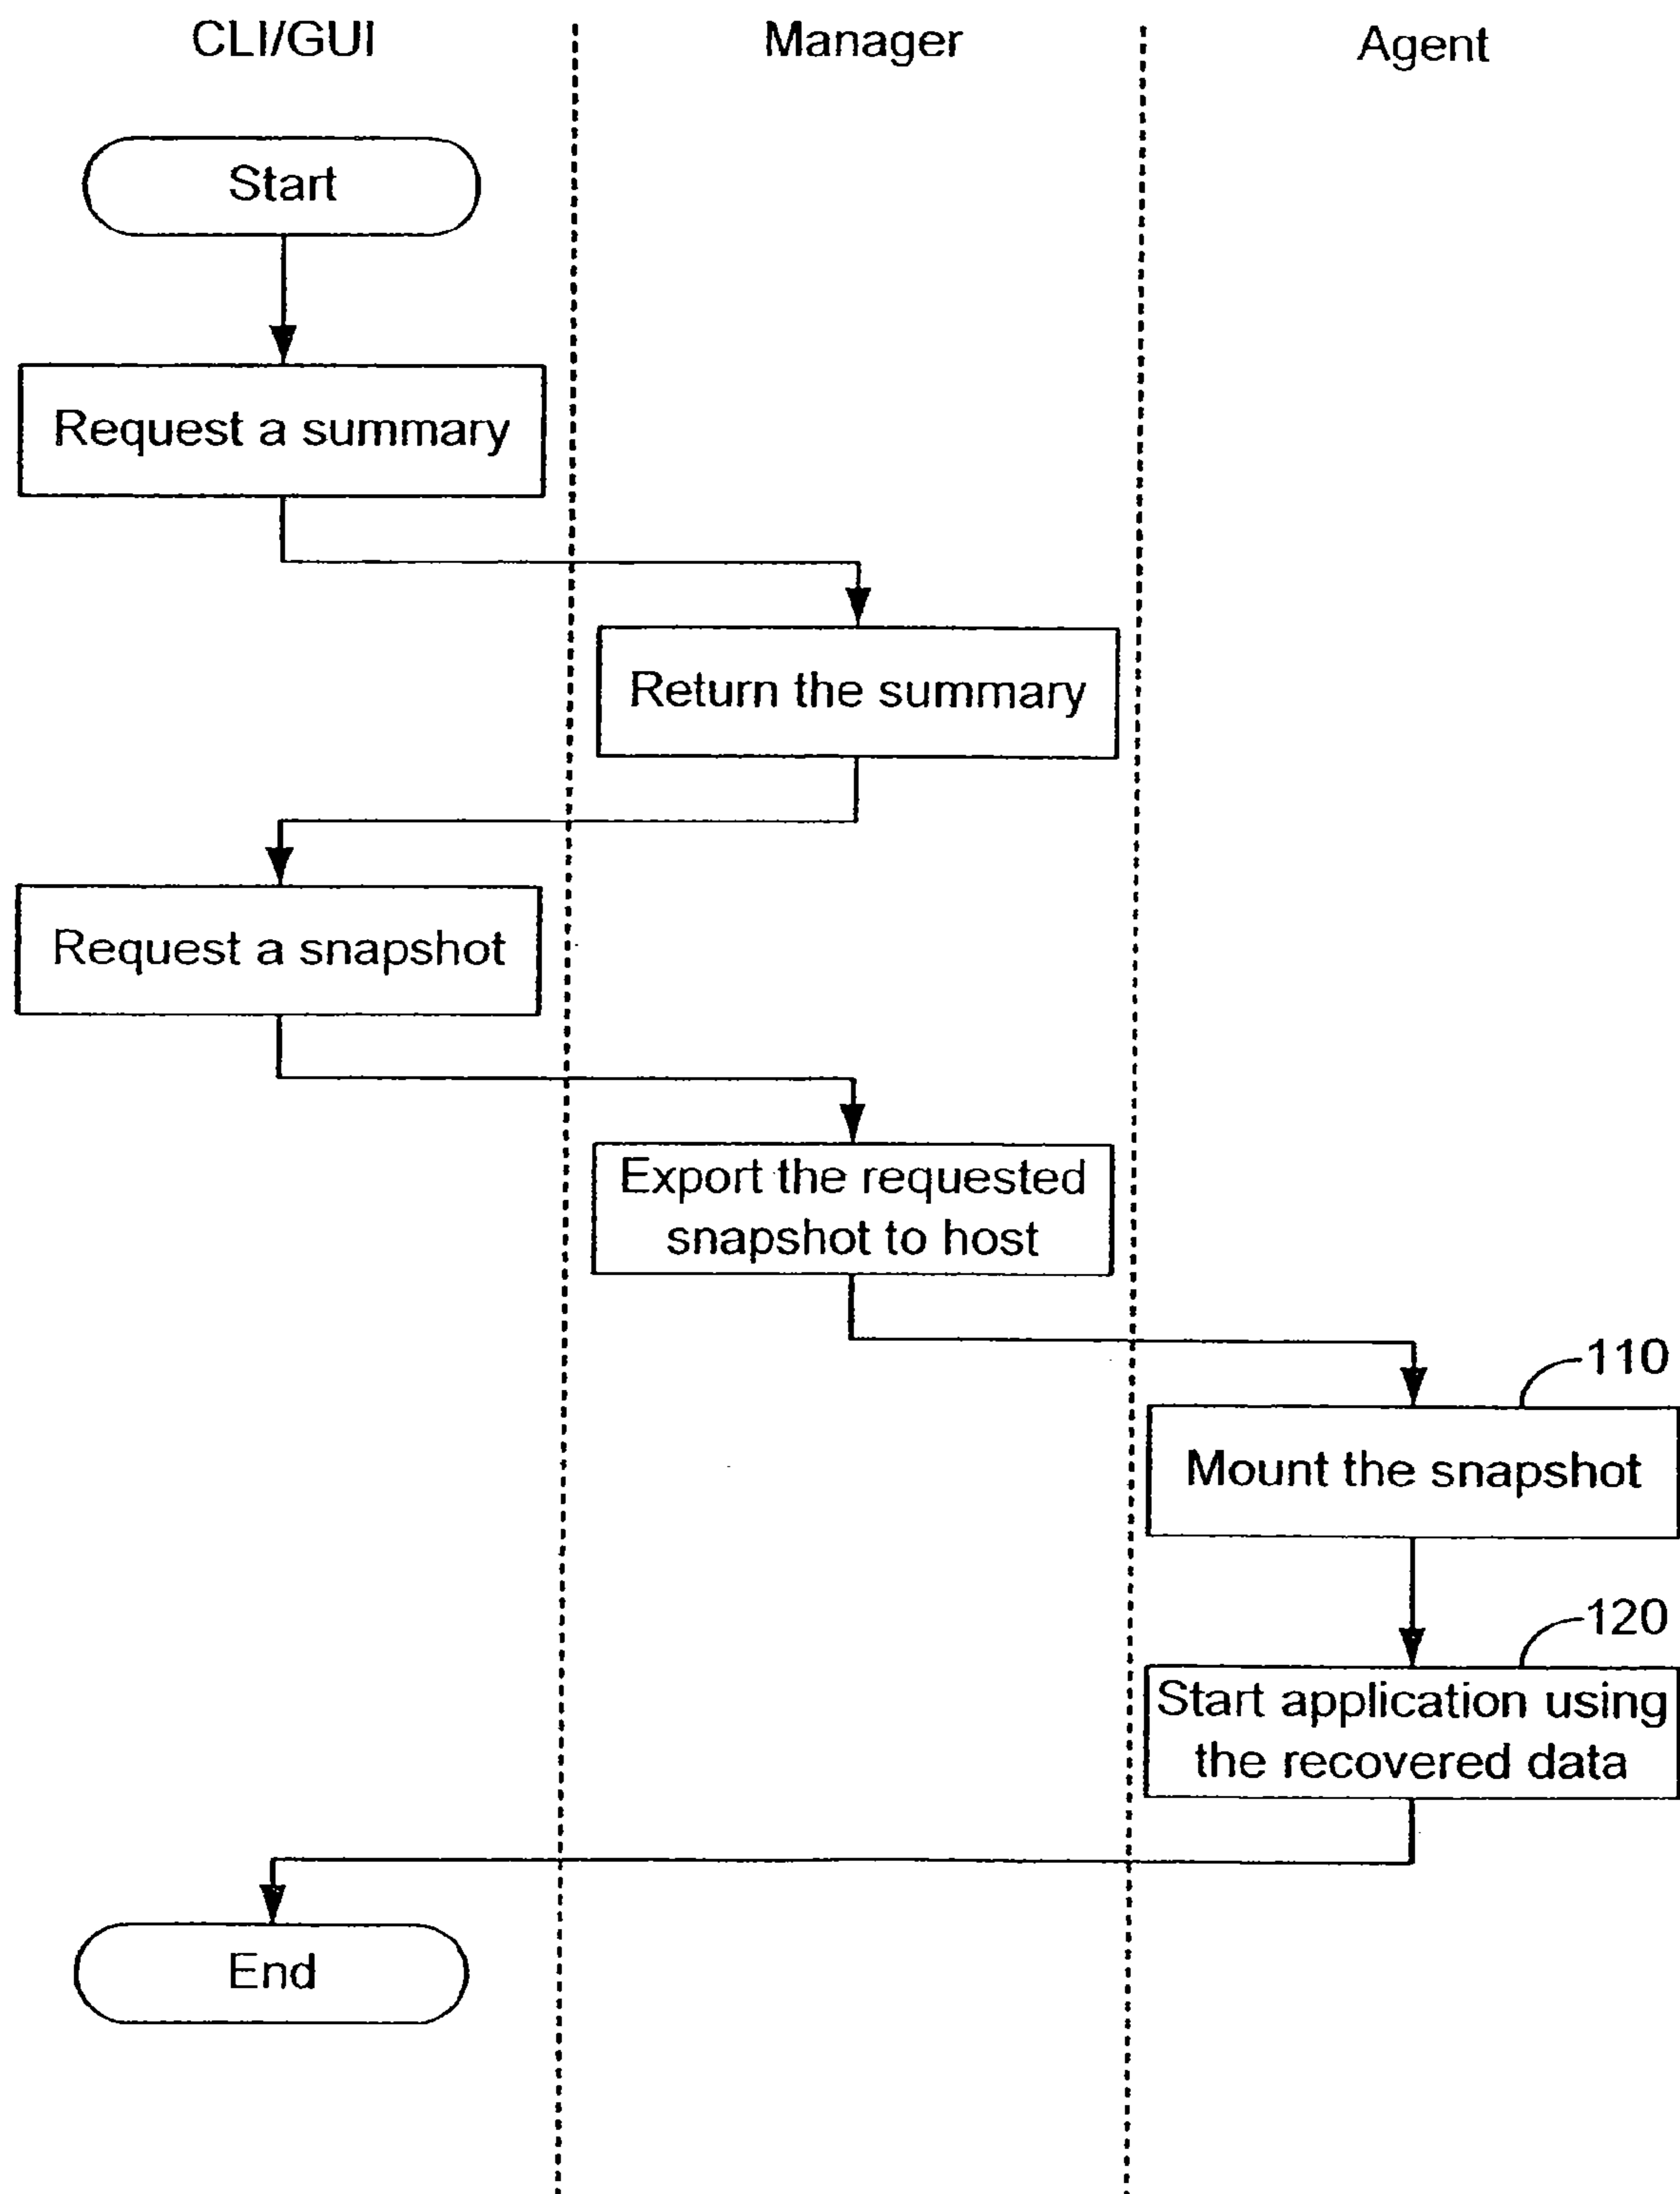 CLI/GUI
Manager
Agent
Start
Request a summary
Return the summary
Request a snapshot
Export the requested
snapshot to host
110
Mount the snapshot
120
Start application using
the recovered data
End